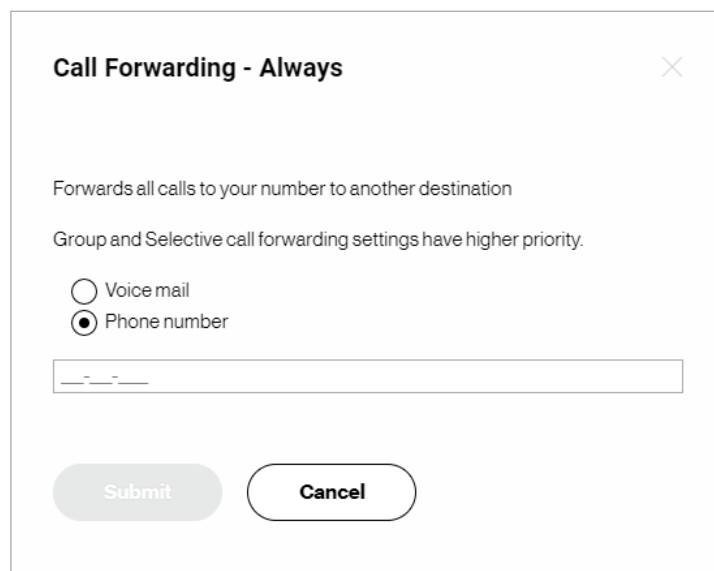 Call Forwarding - Always
Forwards all calls to your number to another destination
Group and Selective call forwarding settings have higher priority.
Voice mail
Phone number
___-___-____
Submit
Cancel